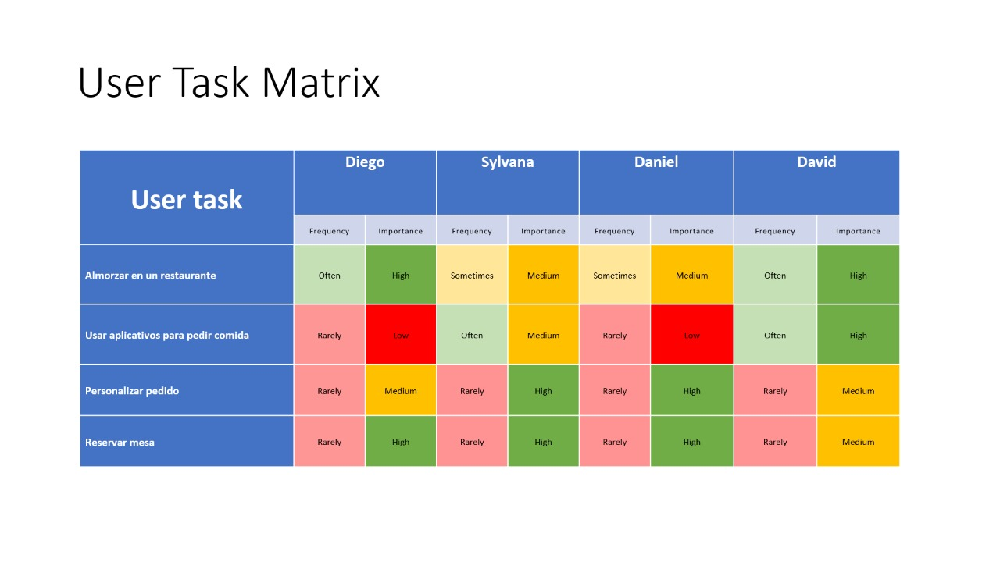 User Task Matrix
User task Diego Sylvana Daniel David
Frequency Importance Frequency Importance Frequency Importance Frequency Importance
Almorzar en un restaurante Often High Sometimes Medium Sometimes Medium Often High
Usar aplicativos para pedir comida Rarely Low Often Medium Rarely Low Often High
Personalizar pedido Rarely Medium Rarely High Rarely High Rarely Medium
Reservar mesa Rarely High Rarely High Rarely High Rarely Medium